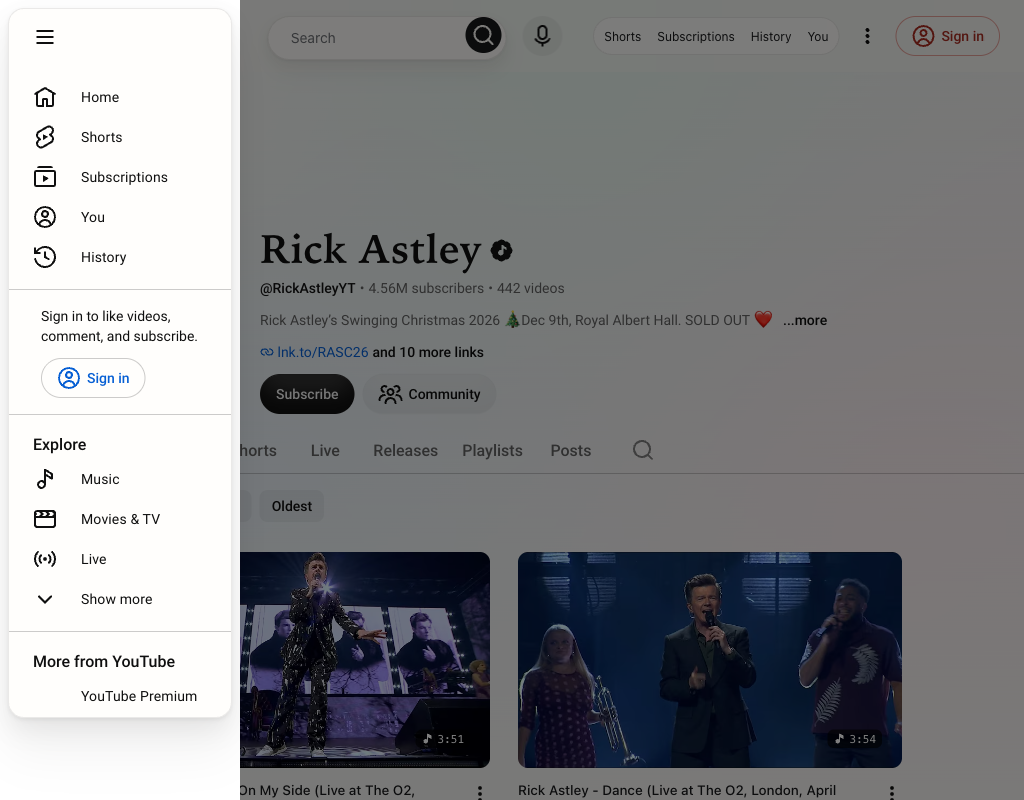 Search
Shorts
Subscriptions
History
You
Sign in
Home
Shorts
Subscriptions
You
History
Sign in to like videos,
comment, and subscribe.
Sign in
Explore
Music
Movies & TV
Live
Show more
More from YouTube
YouTube Premium
Rick Astley
@RickAstleyYT • 4.56M subscribers • 442 videos
Rick Astley's Swinging Christmas 2026 🎄Dec 9th, Royal Albert Hall. SOLD OUT ❤️ ...more
lnk.to/RASC26 and 10 more links
Subscribe
Community
horts
Live
Releases
Playlists
Posts
Oldest
3:51
3:54
On My Side (Live at The O2,
Rick Astley - Dance (Live at The O2, London, April